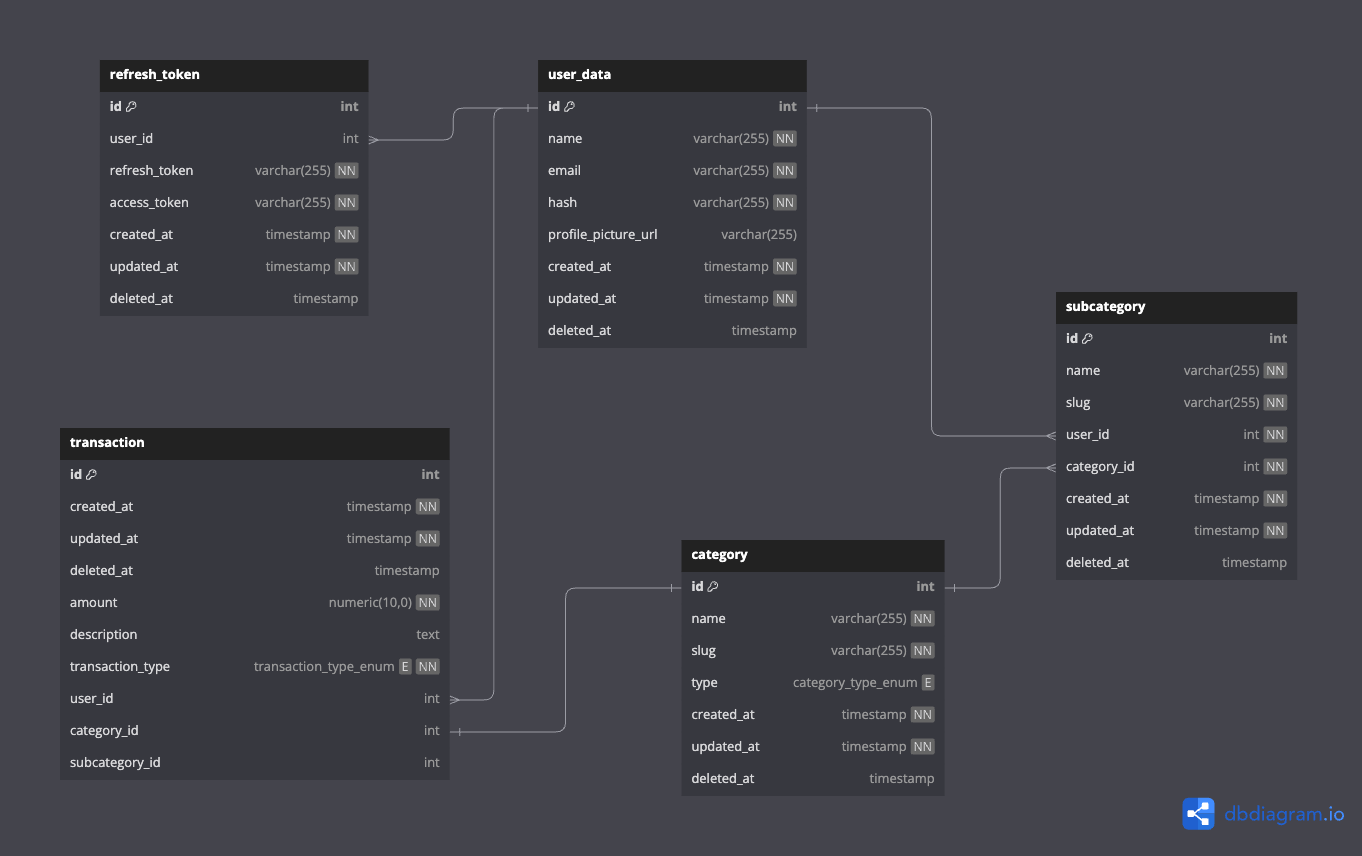 refresh_token
id int
user_id int
refresh_token varchar(255) NN
access_token varchar(255) NN
created_at timestamp NN
updated_at timestamp NN
deleted_at timestamp
user_data
id int
name varchar(255) NN
email varchar(255) NN
hash varchar(255) NN
profile_picture_url varchar(255)
created_at timestamp NN
updated_at timestamp NN
deleted_at timestamp
subcategory
id int
name varchar(255) NN
slug varchar(255) NN
user_id int NN
category_id int NN
created_at timestamp NN
updated_at timestamp NN
deleted_at timestamp
transaction
id int
created_at timestamp NN
updated_at timestamp NN
deleted_at timestamp
amount numeric(10,0) NN
description text
transaction_type transaction_type_enum E NN
user_id int
category_id int
subcategory_id int
category
id int
name varchar(255) NN
slug varchar(255) NN
type category_type_enum E
created_at timestamp NN
updated_at timestamp NN
deleted_at timestamp
dbdiagram.io